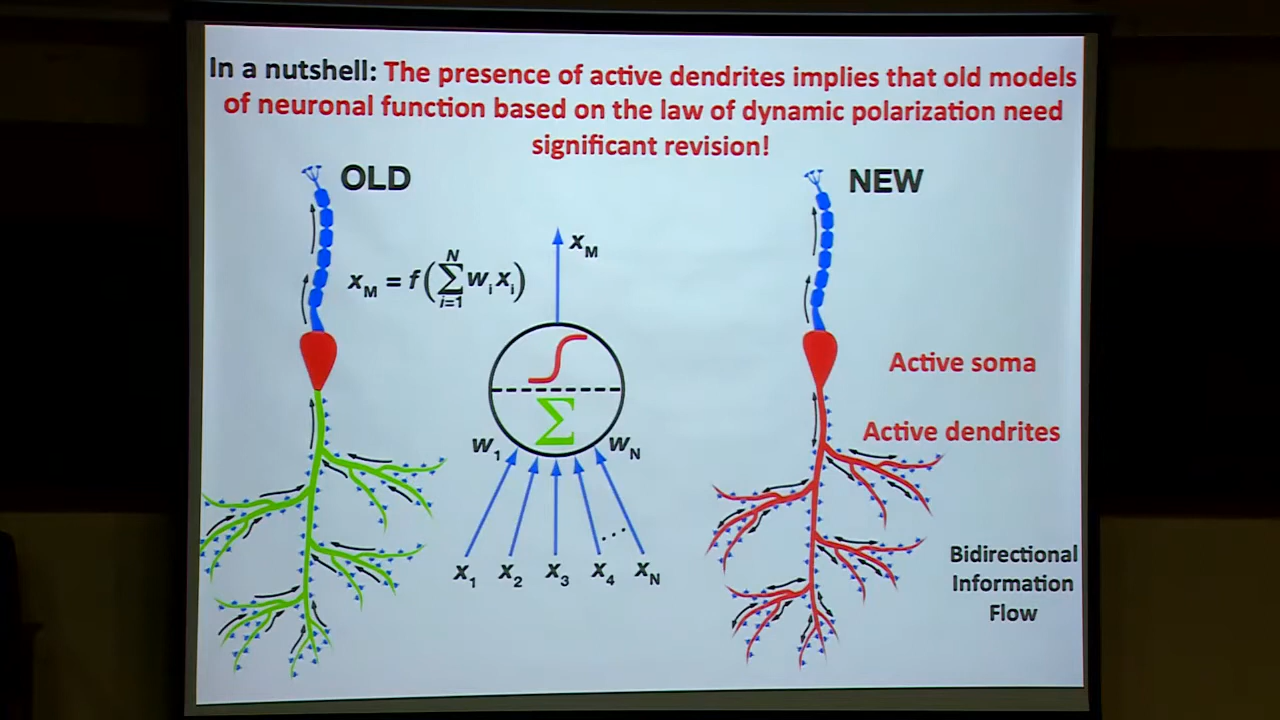 In a nutshell: The presence of active dendrites implies that old models
of neuronal function based on the law of dynamic polarization need
significant revision!
OLD
NEW
x_M
x_M = f(∑_{i=1}^{N} w_i x_i)
∑
Active soma
Active dendrites
w_1 w_N
...
x_1 x_2 x_3 x_4 x_N
Bidirectional
Information
Flow